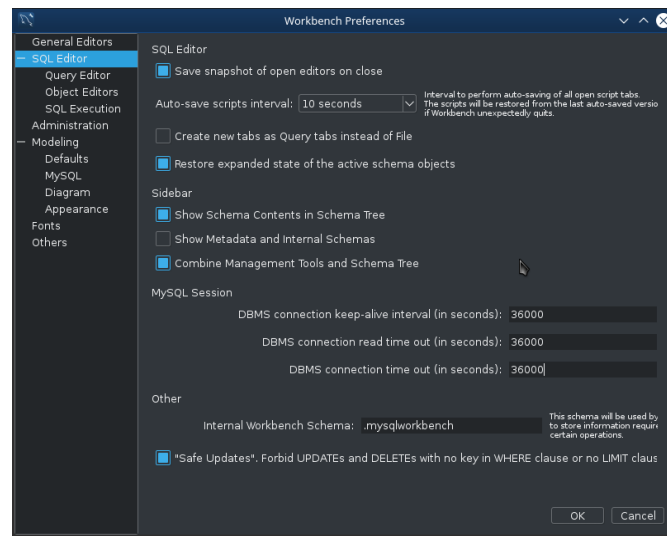 Workbench Preferences
General Editors
SQL Editor
Query Editor
Object Editors
SQL Execution
Administration
Modeling
Defaults
MySQL
Diagram
Appearance
Fonts
Others
SQL Editor
Save snapshot of open editors on close
Auto-save scripts interval: 10 seconds
Interval to perform auto-saving of all open script tabs.
The scripts will be restored from the last auto-saved versio
if Workbench unexpectedly quits.
Create new tabs as Query tabs instead of File
Restore expanded state of the active schema objects
Sidebar
Show Schema Contents in Schema Tree
Show Metadata and Internal Schemas
Combine Management Tools and Schema Tree
MySQL Session
DBMS connection keep-alive interval (in seconds): 36000
DBMS connection read time out (in seconds): 36000
DBMS connection time out (in seconds): 36000
Other
Internal Workbench Schema: .mysqlworkbench
This schema will be used by
to store information require
certain operations.
"Safe Updates". Forbid UPDATEs and DELETEs with no key in WHERE clause or no LIMIT claus
OK
Cancel